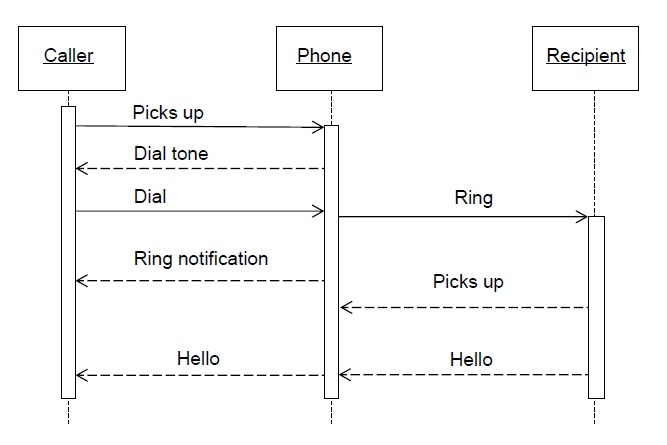 Caller
Phone
Recipient
Picks up
Dial tone
Dial
Ring
Ring notification
Picks up
Hello
Hello